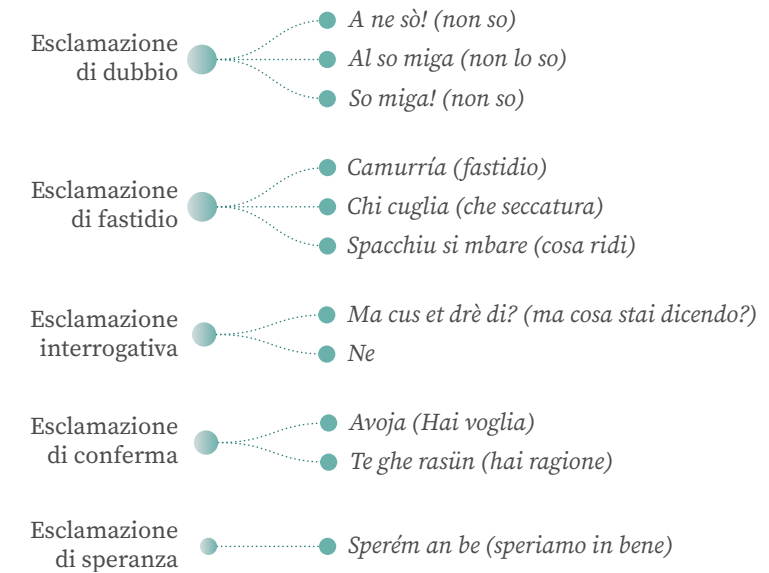 Esclamazione
di dubbio
A ne sò! (non so)
Al so miga (non lo so)
So miga! (non so)
Esclamazione
di fastidio
Camurría (fastidio)
Chi cuglia (che seccatura)
Spacchiu si mbare (cosa ridi)
Esclamazione
interrogativa
Ma cus et drè di? (ma cosa stai dicendo?)
Ne
Esclamazione
di conferma
Avoja (Hai voglia)
Te ghe rasün (hai ragione)
Esclamazione
di speranza
Sperém an be (speriamo in bene)